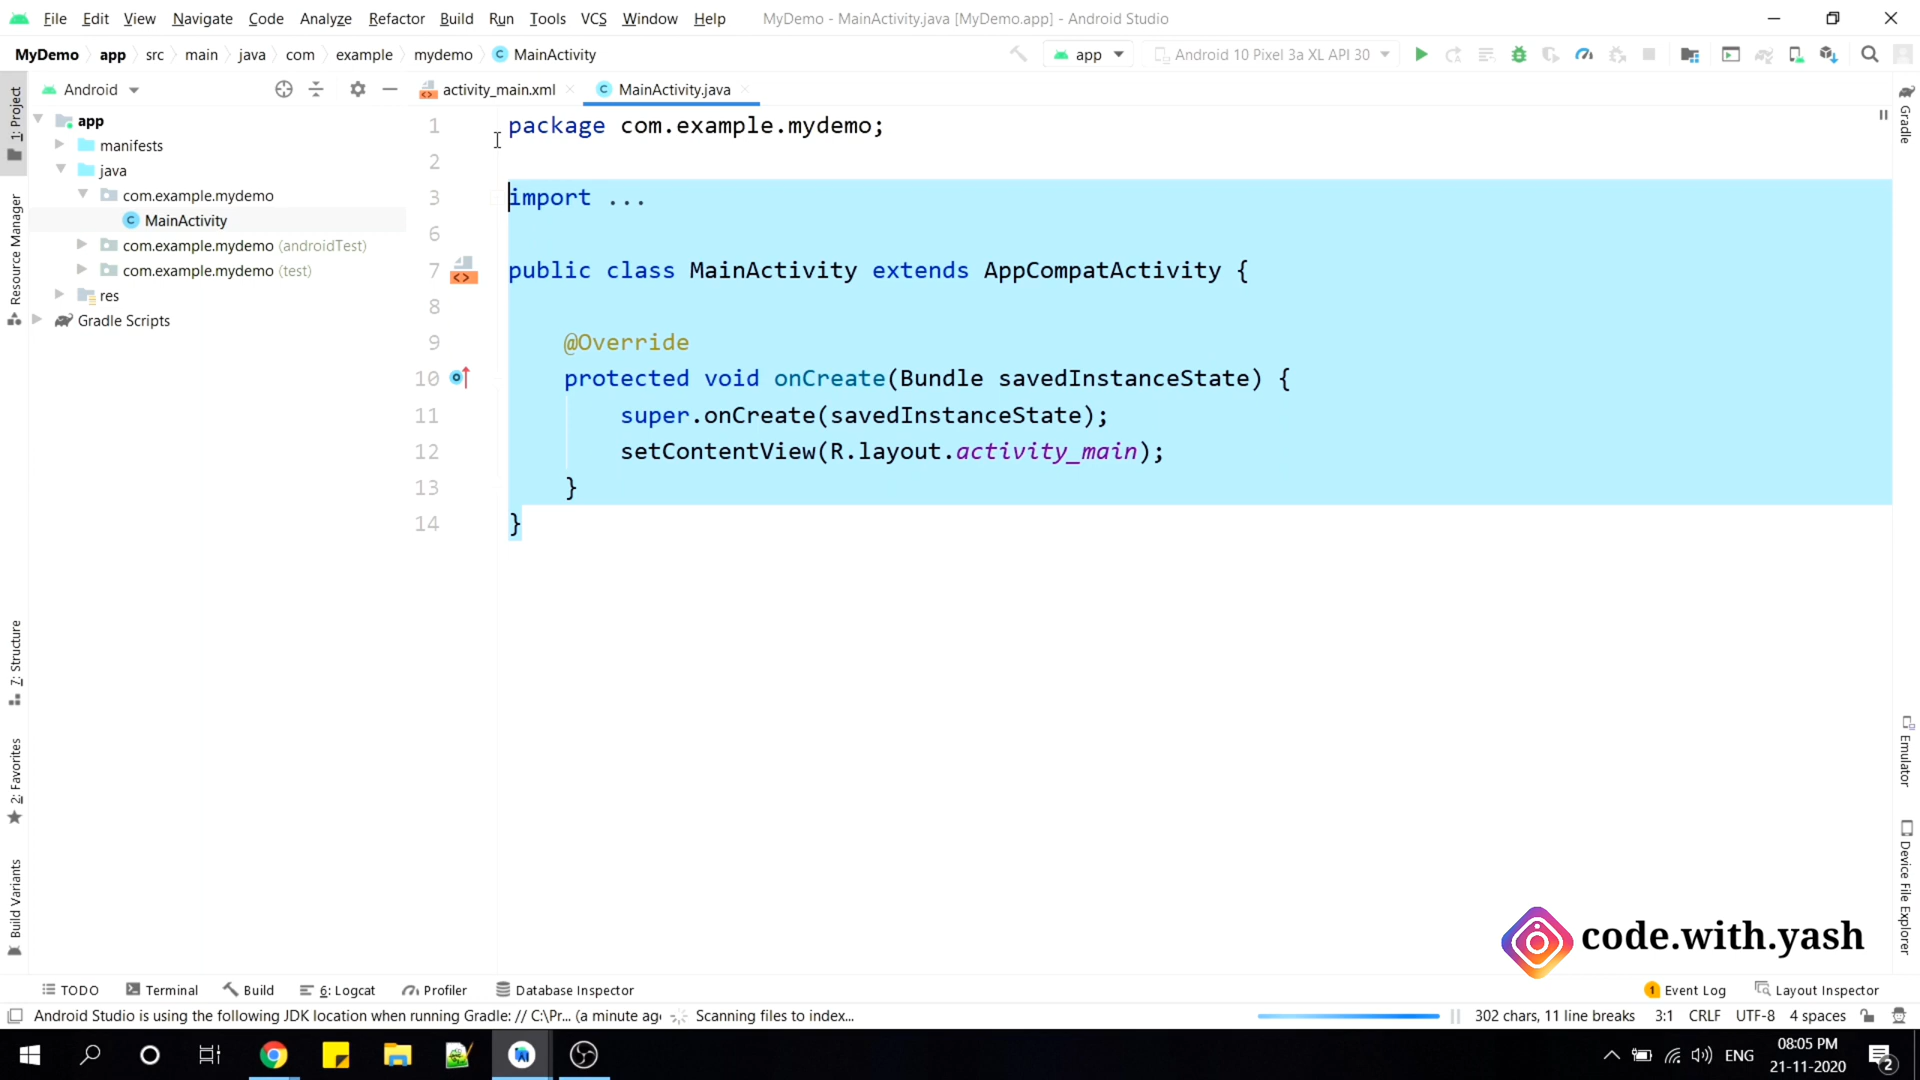 File Edit View Navigate Code Analyze Refactor Build Run Tools VCS Window Help MyDemo - MainActivity.java [MyDemo.app] - Android Studio
MyDemo app src main java com example mydemo MainActivity app Android 10 Pixel 3a XL API 30
Android activity_main.xml MainActivity.java
1: Project
Resource Manager
7: Structure
2: Favorites
Build Variants
app
manifests
java
com.example.mydemo
MainActivity
com.example.mydemo (androidTest)
com.example.mydemo (test)
res
Gradle Scripts
1 package com.example.mydemo;
2
3 import ...
6
7 public class MainActivity extends AppCompatActivity {
8
9 @Override
10 protected void onCreate(Bundle savedInstanceState) {
11 super.onCreate(savedInstanceState);
12 setContentView(R.layout.activity_main);
13 }
14 }
Gradle
Emulator
Device File Explorer
code.with.yash
TODO Terminal Build 6: Logcat Profiler Database Inspector 1 Event Log Layout Inspector
Android Studio is using the following JDK location when running Gradle: // C:\Pr... (a minute ago Scanning files to index... 302 chars, 11 line breaks 3:1 CRLF UTF-8 4 spaces
ENG 08:05 PM
21-11-2020 2